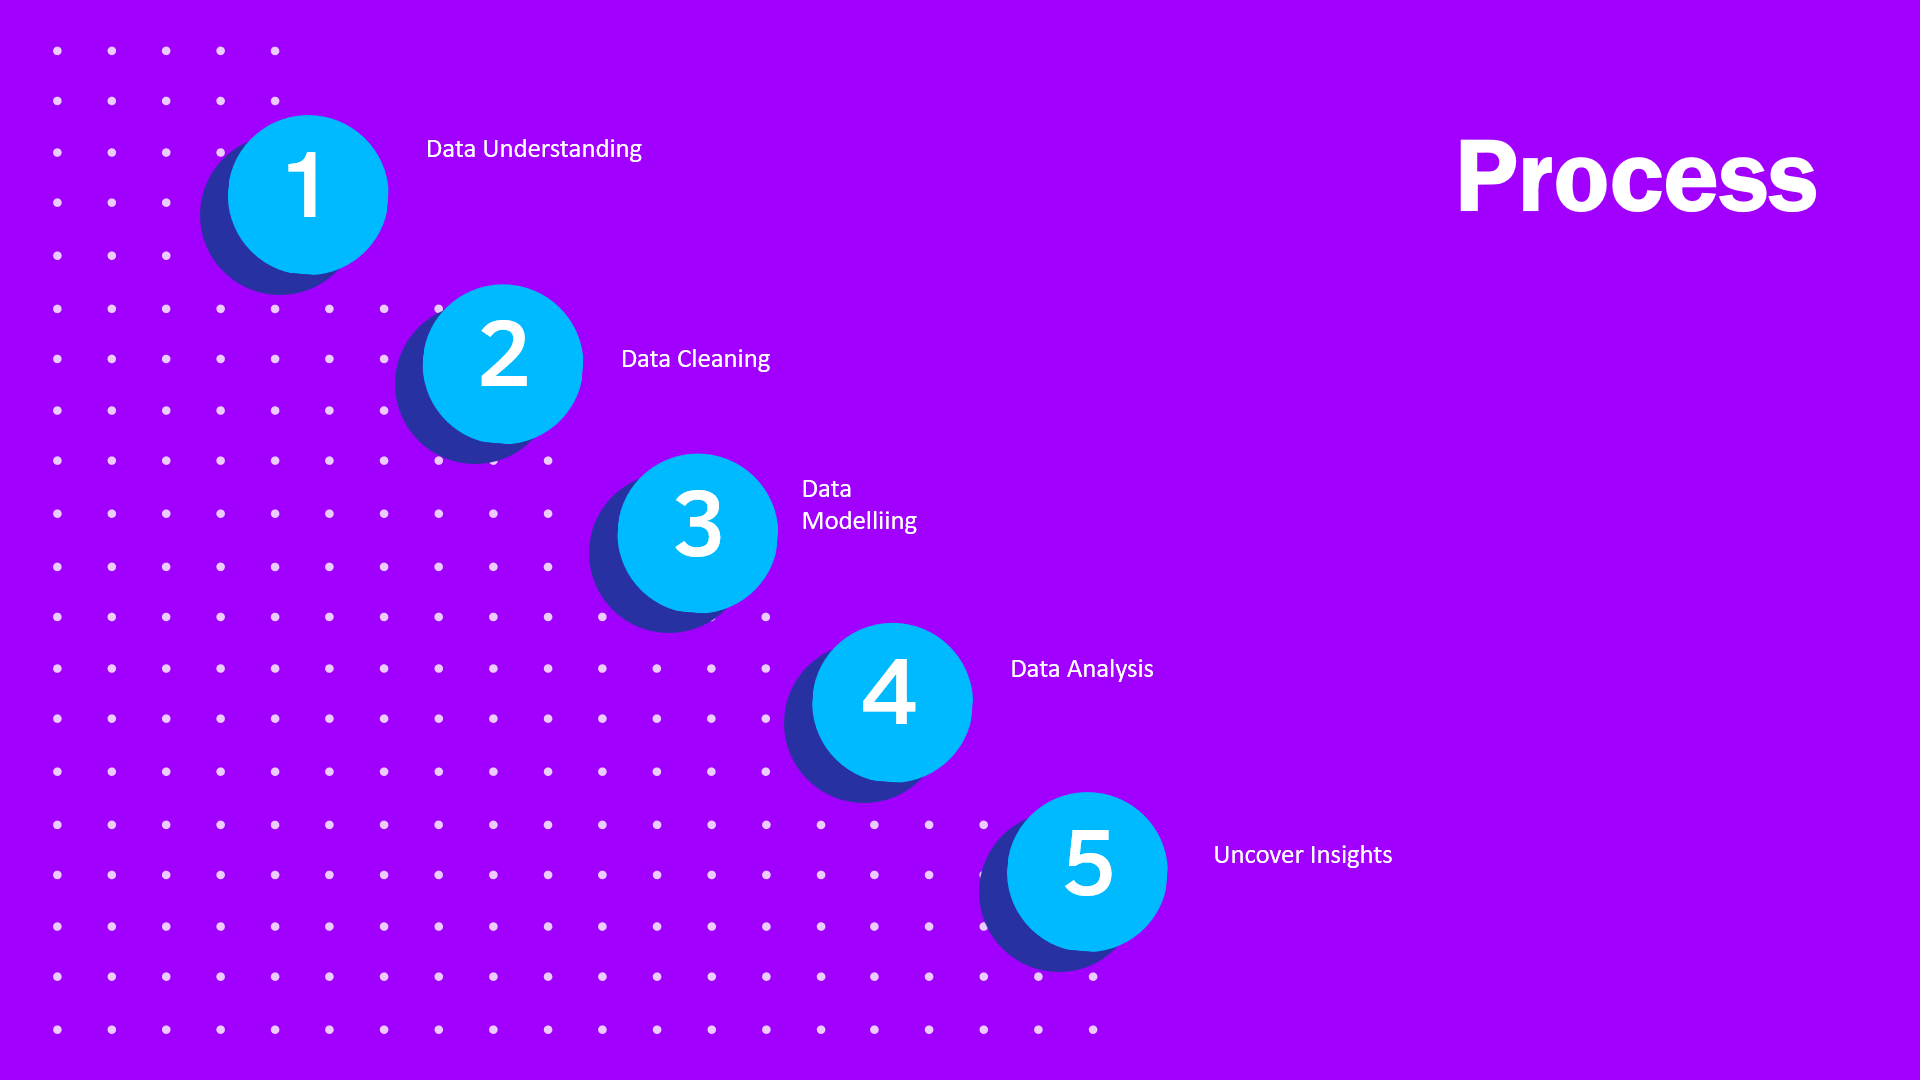 Process
1
Data Understanding
2
Data Cleaning
3
Data
Modelliing
4
Data Analysis
5
Uncover Insights